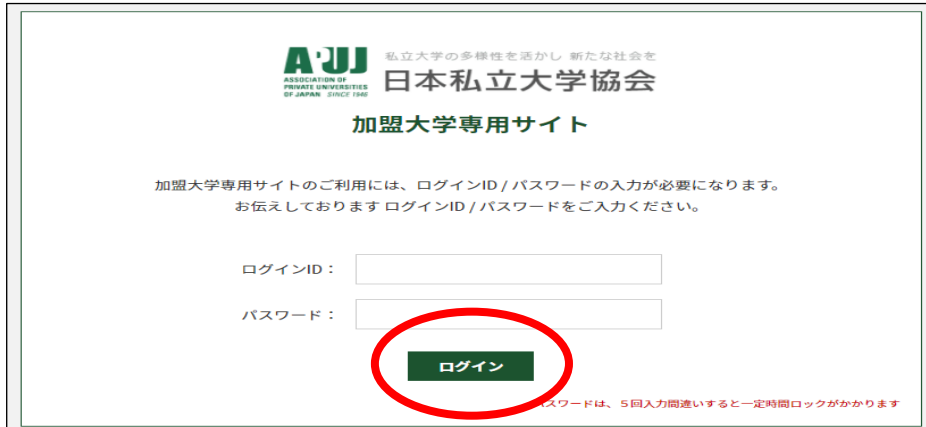 APUJ
私立大学の多様性を活かし 新たな社会を
ASSOCIATION OF
PRIVATE UNIVERSITIES
OF JAPAN SINCE 1946
日本私立大学協会
加盟大学専用サイト
加盟大学専用サイトのご利用には、ログインID / パスワードの入力が必要になります。
お伝えしております ログインID / パスワードをご入力ください。
ログインID：
パスワード：
ログイン
スワードは、５回入力間違いすると一定時間ロックがかかります